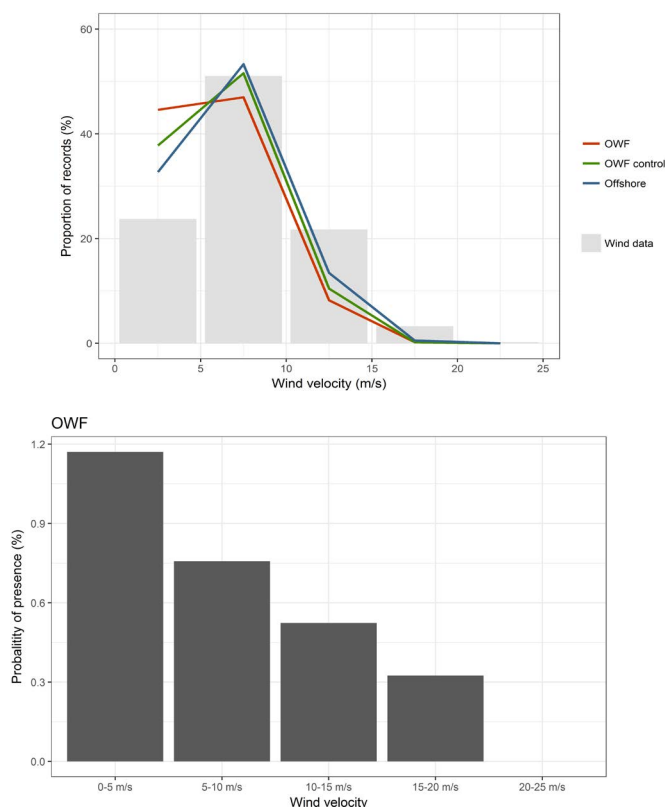 60
40
20
0
Proportion of records (%)
0 5 10 15 20 25
Wind velocity (m/s)
OWF
OWF control
Offshore
Wind data
OWF
1.2
0.9
0.6
0.3
0.0
Probalitity of presence (%)
0-5 m/s 5-10 m/s 10-15 m/s 15-20 m/s 20-25 m/s
Wind velocity